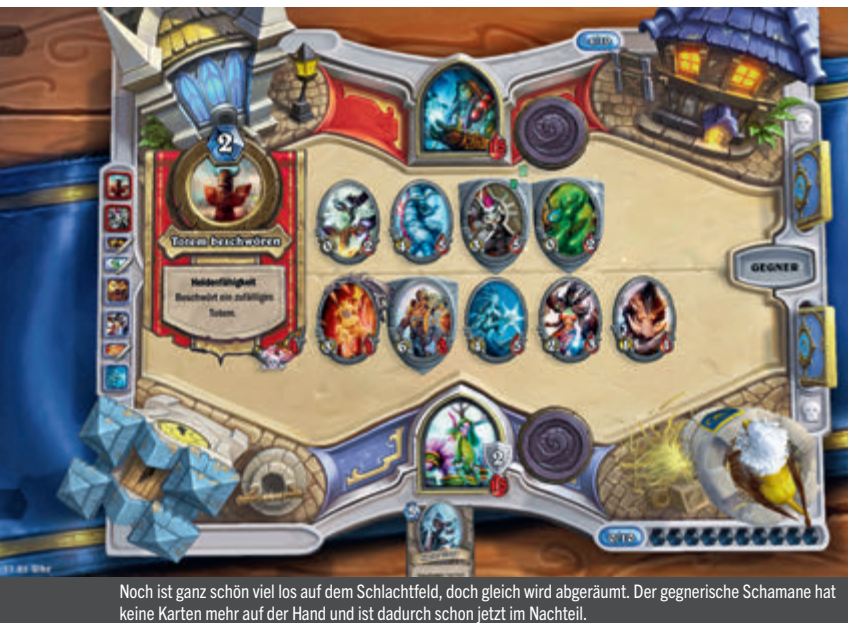 2
Totem beschwören
Heldenfähigkeit
Beschwört ein zufälliges
Totem.
GEGNER
2
Noch ist ganz schön viel los auf dem Schlachtfeld, doch gleich wird abgeräumt. Der gegnerische Schamane hat
keine Karten mehr auf der Hand und ist dadurch schon jetzt im Nachteil.